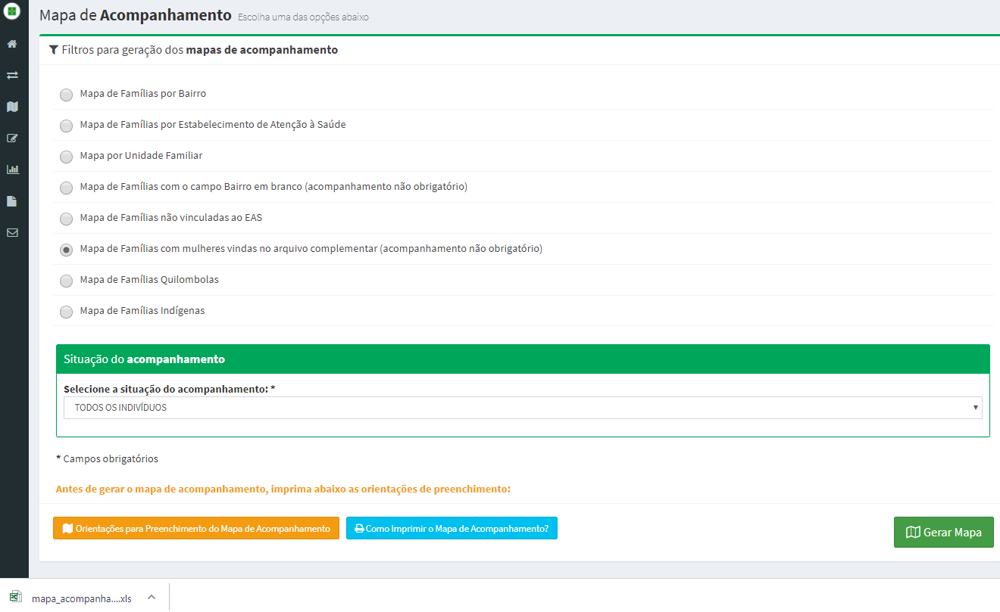 Mapa de Acompanhamento Escolha uma das opções abaixo
Filtros para geração dos mapas de acompanhamento
Mapa de Famílias por Bairro
Mapa de Famílias por Estabelecimento de Atenção à Saúde
Mapa por Unidade Familiar
Mapa de Famílias com o campo Bairro em branco (acompanhamento não obrigatório)
Mapa de Famílias não vinculadas ao EAS
Mapa de Famílias com mulheres vindas no arquivo complementar (acompanhamento não obrigatório)
Mapa de Famílias Quilombolas
Mapa de Famílias Indígenas
Situação do acompanhamento
Selecione a situação do acompanhamento: *
TODOS OS INDIVÍDUOS
* Campos obrigatórios
Antes de gerar o mapa de acompanhamento, imprima abaixo as orientações de preenchimento:
Orientações para Preenchimento do Mapa de Acompanhamento
Como Imprimir o Mapa de Acompanhamento?
Gerar Mapa
mapa_acompanha....xls